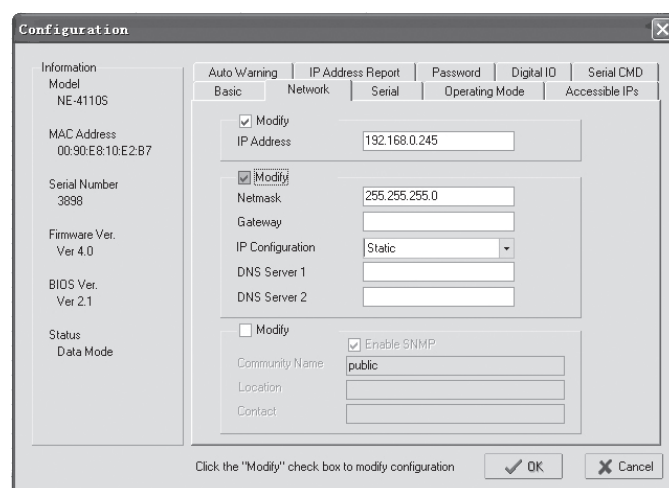 Configuration
Information
Model
NE-4110S
MAC Address
00:90:E8:10:E2:B7
Serial Number
3898
Firmware Ver.
Ver 4.0
BIOS Ver.
Ver 2.1
Status
Data Mode
Auto Warning IP Address Report Password Digital IO Serial CMD
Basic Network Serial Operating Mode Accessible IPs
Modify
IP Address 192.168.0.245
Modify
Netmask 255.255.255.0
Gateway
IP Configuration Static
DNS Server 1
DNS Server 2
Modify
Enable SNMP
Community Name public
Location
Contact
Click the "Modify" check box to modify configuration OK Cancel